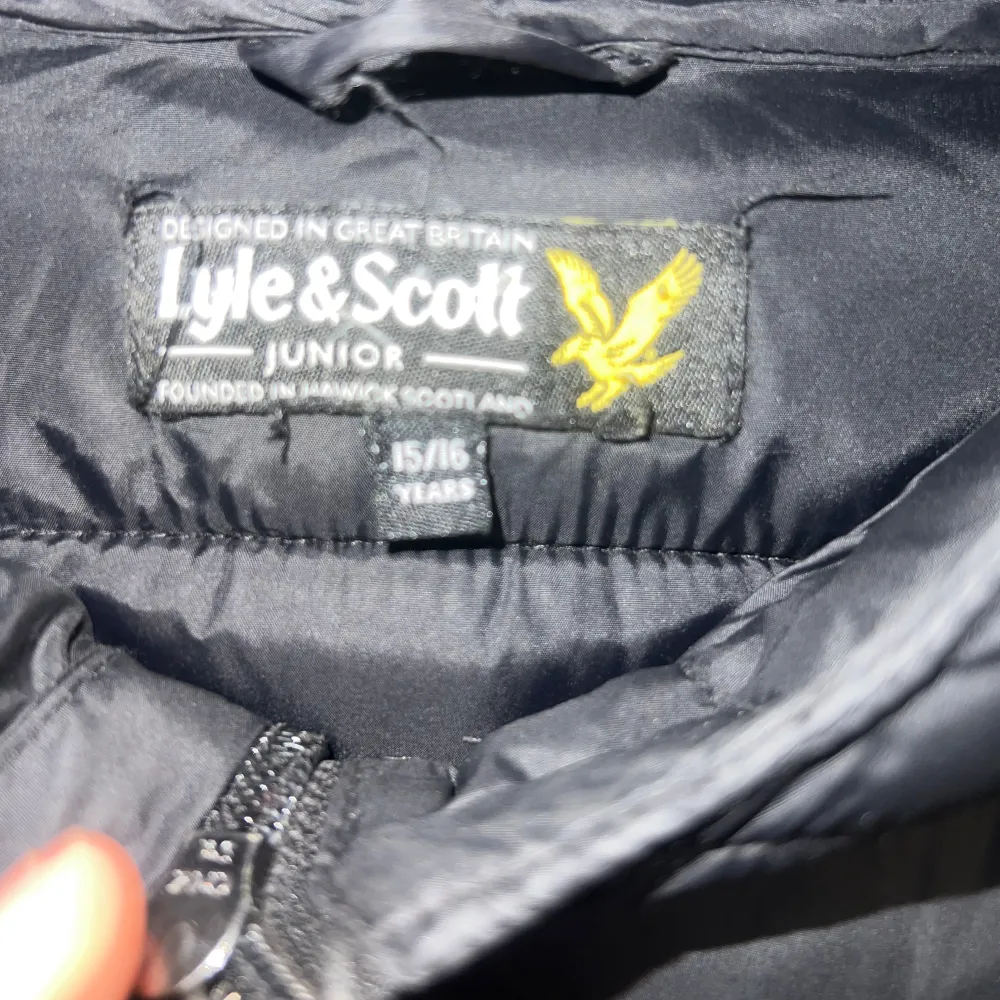 DESIGNED IN GREAT BRITAIN
Lyle & Scott
JUNIOR
FOUNDED IN HAWICK SCOTLAND
15/16
YEARS